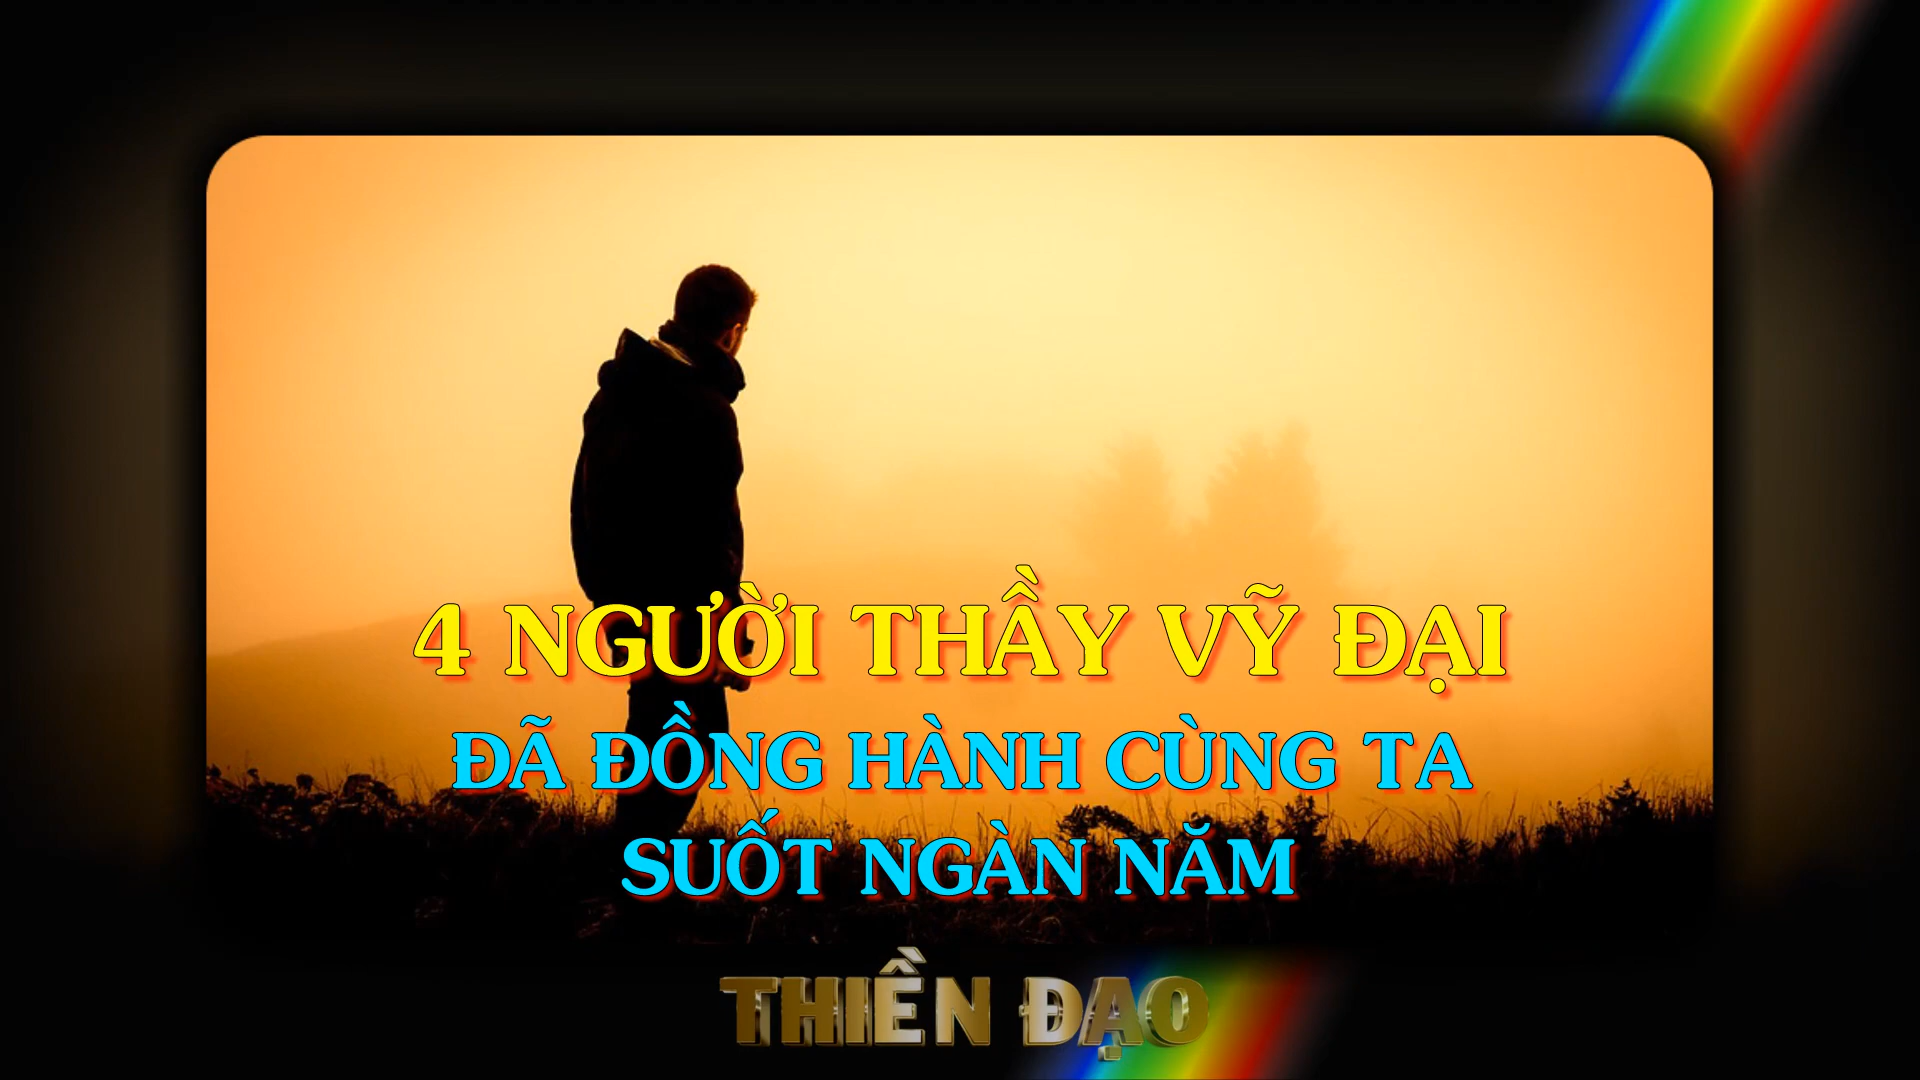 4 NGƯỜI THẦY VỸ ĐẠI
ĐÃ ĐỒNG HÀNH CÙNG TA
SUỐT NGÀN NĂM
THIỀN ĐẠO